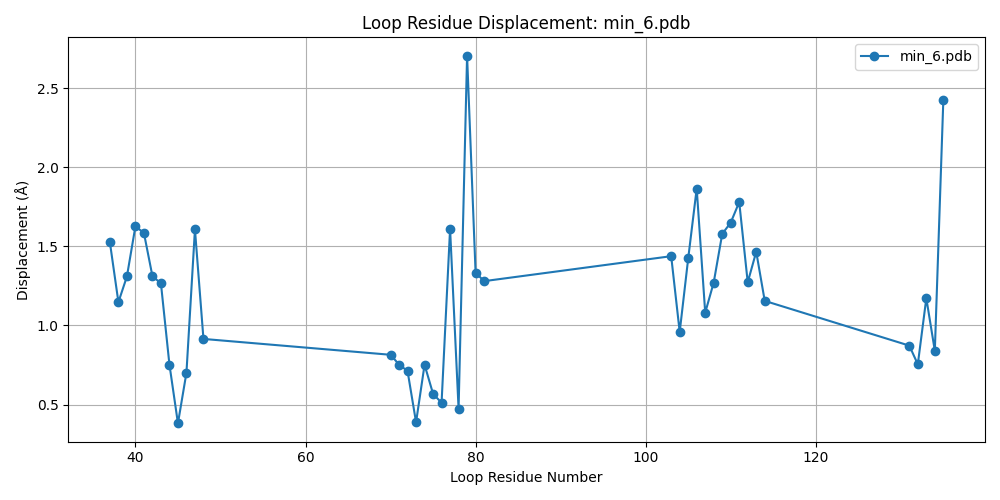 Loop Residue Displacement: min_6.pdb
min_6.pdb
Displacement (Å)
2.5
2.0
1.5
1.0
0.5
40 60 80 100 120
Loop Residue Number